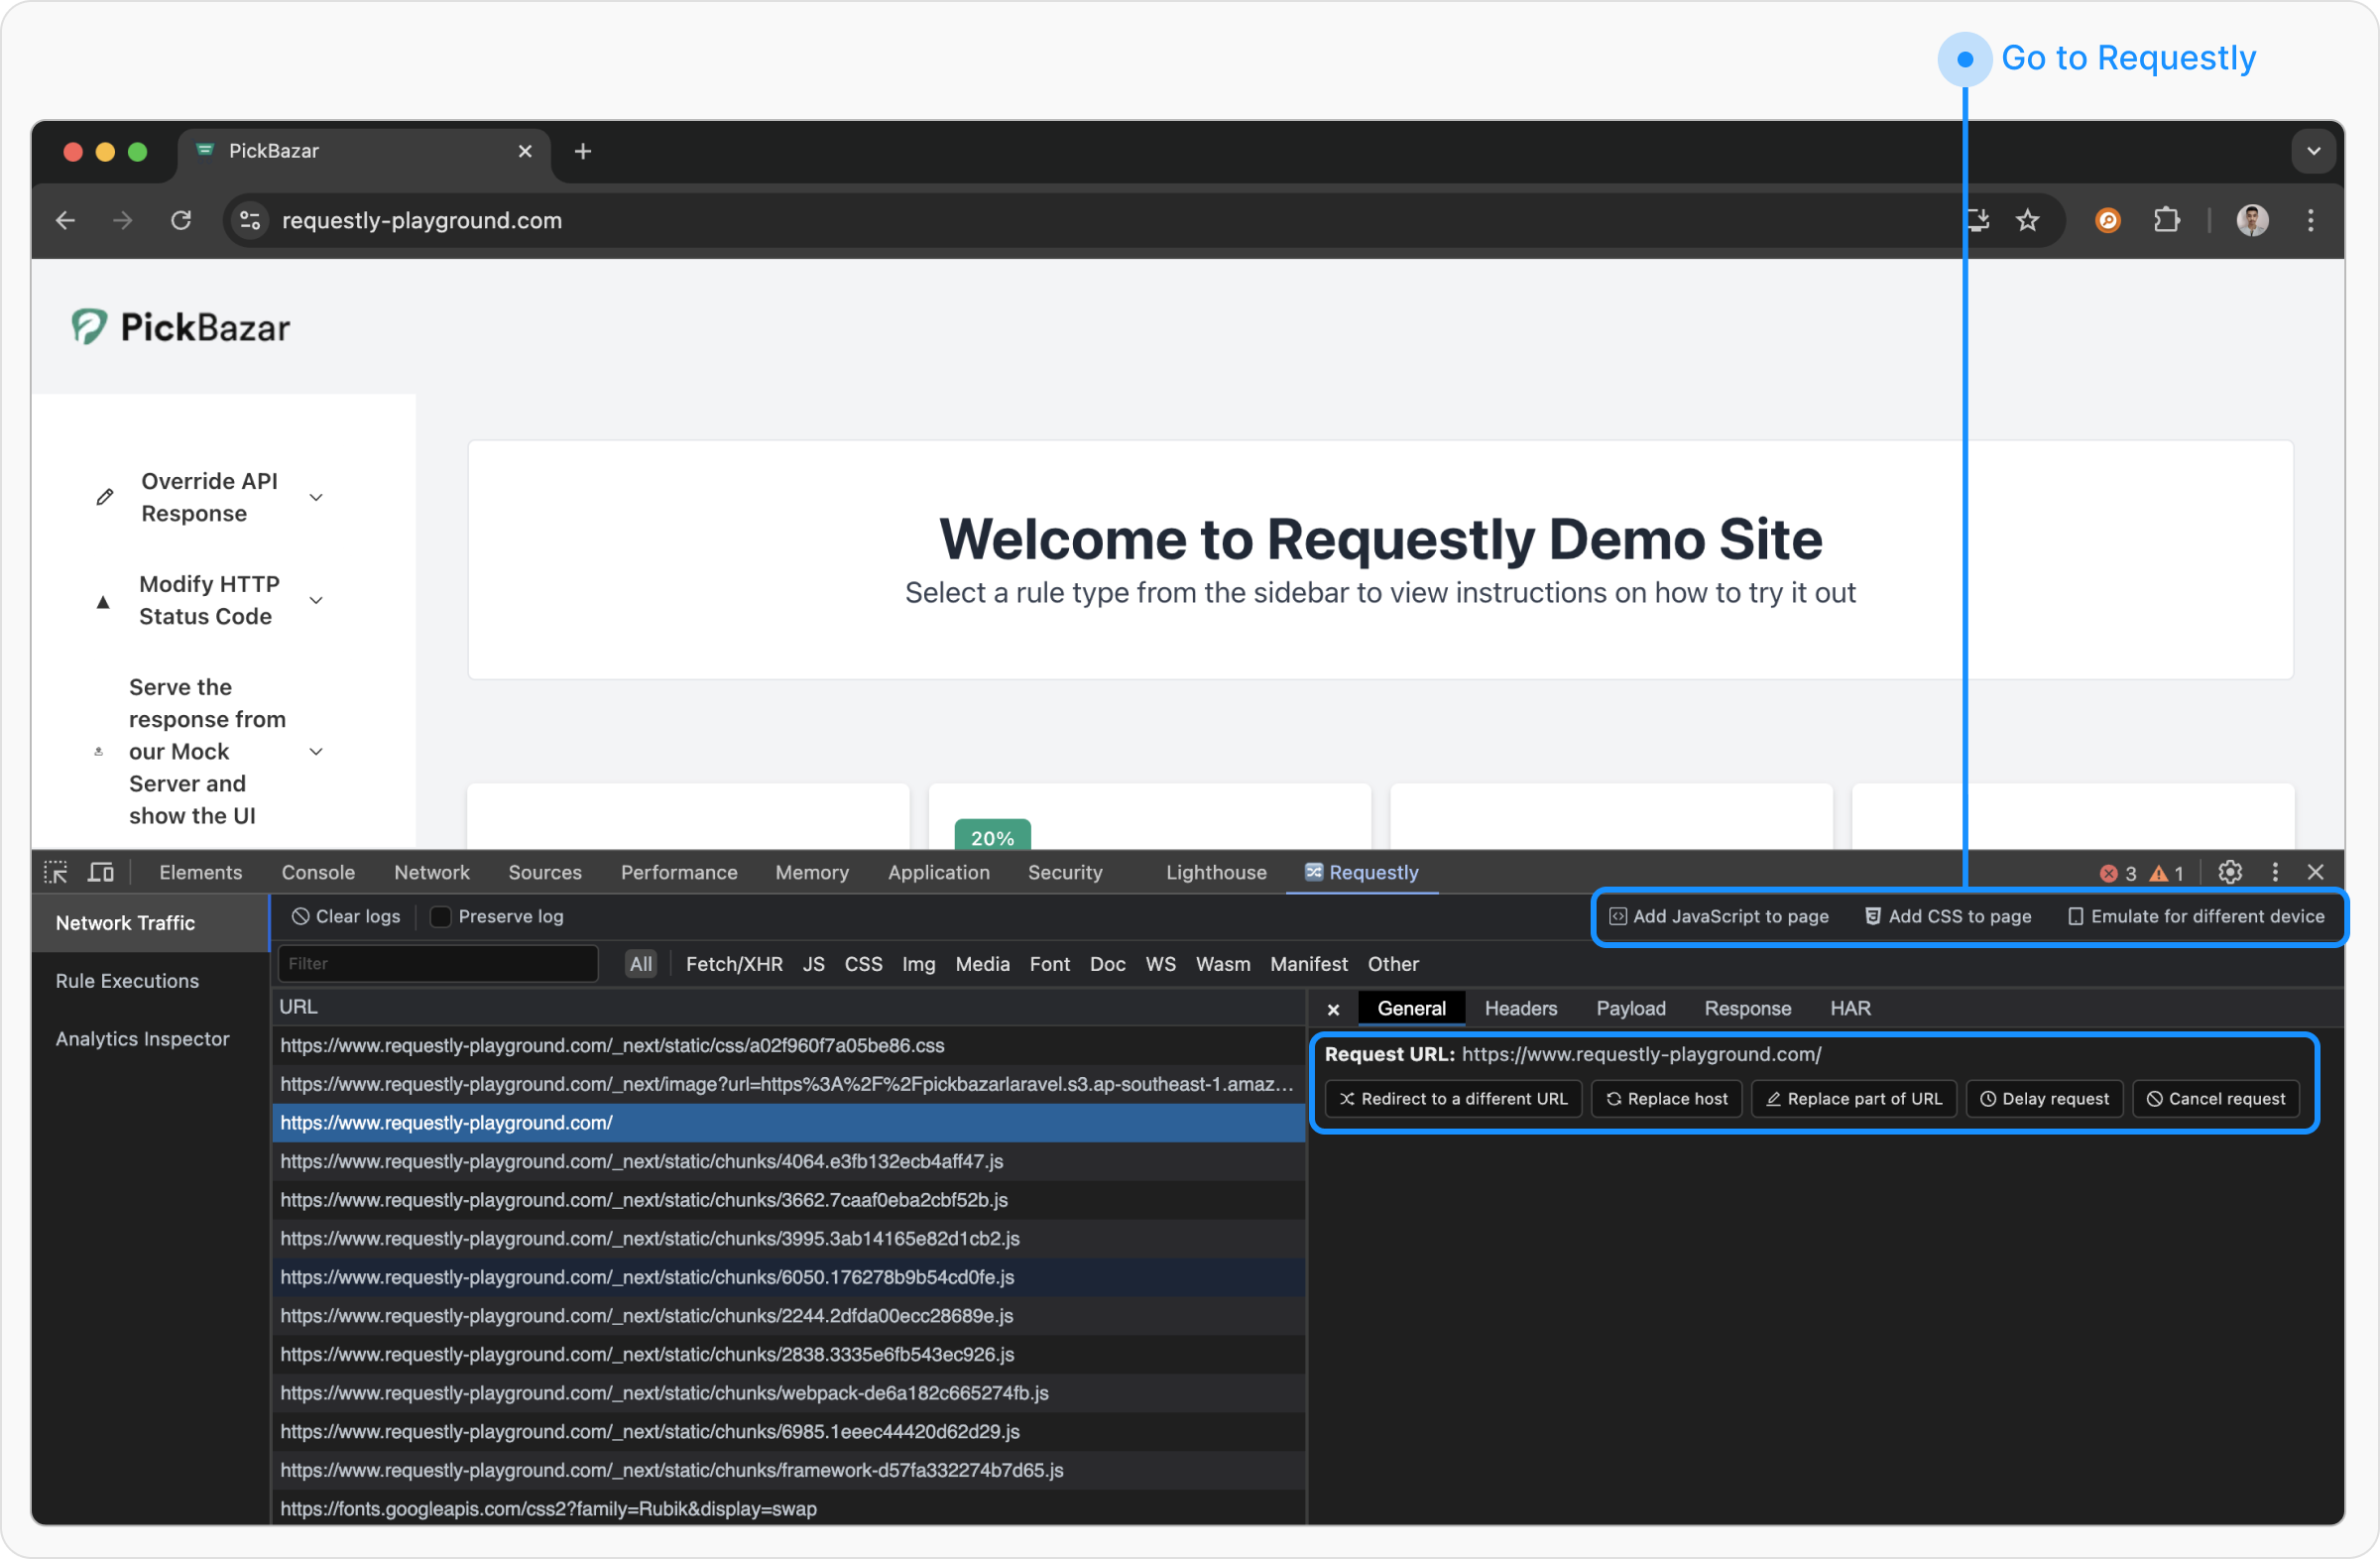 Go to Requestly
PickBazar
requestly-playground.com
PickBazar
Override API
Response
Modify HTTP
Status Code
Serve the
response from
our Mock
Server and
show the UI
Welcome to Requestly Demo Site
Select a rule type from the sidebar to view instructions on how to try it out
20%
Elements Console Network Sources Performance Memory Application Security Lighthouse Requestly 3 1
Network Traffic
Rule Executions
Analytics Inspector
Clear logs Preserve log Add JavaScript to page Add CSS to page Emulate for different device
Filter All Fetch/XHR JS CSS Img Media Font Doc WS Wasm Manifest Other
URL
https://www.requestly-playground.com/_next/static/css/a02f960f7a05be86.css
https://www.requestly-playground.com/_next/image?url=https%3A%2F%2Fpickbazarlaravel.s3.ap-southeast-1.amaz...
https://www.requestly-playground.com/
https://www.requestly-playground.com/_next/static/chunks/4064.e3fb132ecb4aff47.js
https://www.requestly-playground.com/_next/static/chunks/3662.7caaf0eba2cbf52b.js
https://www.requestly-playground.com/_next/static/chunks/3995.3ab14165e82d1cb2.js
https://www.requestly-playground.com/_next/static/chunks/6050.176278b9b54cd0fe.js
https://www.requestly-playground.com/_next/static/chunks/2244.2dfda00ecc28689e.js
https://www.requestly-playground.com/_next/static/chunks/2838.3335e6fb543ec926.js
https://www.requestly-playground.com/_next/static/chunks/webpack-de6a182c665274fb.js
https://www.requestly-playground.com/_next/static/chunks/6985.1eeec44420d62d29.js
https://www.requestly-playground.com/_next/static/chunks/framework-d57fa332274b7d65.js
https://fonts.googleapis.com/css2?family=Rubik&display=swap
General Headers Payload Response HAR
Request URL: https://www.requestly-playground.com/
Redirect to a different URL Replace host Replace part of URL Delay request Cancel request